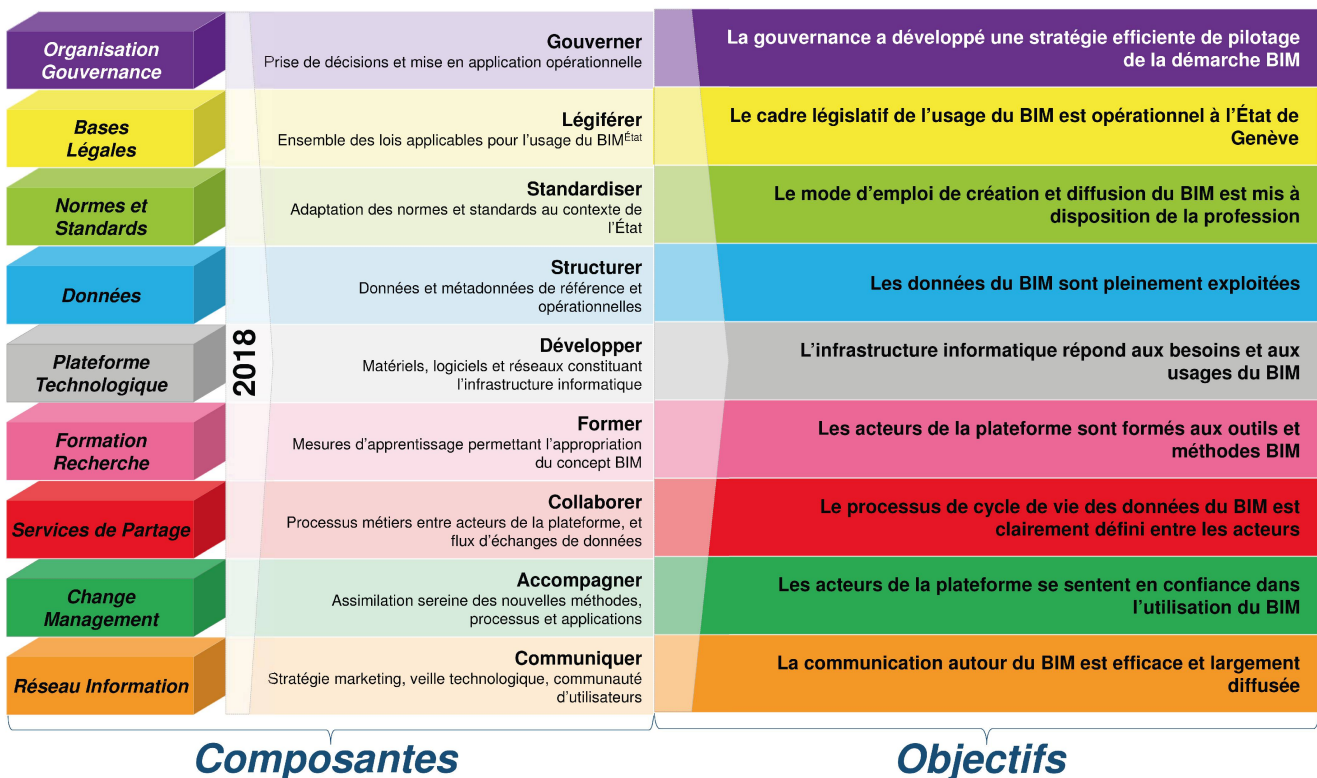 Organisation
Gouvernance
Gouverner
Prise de décisions et mise en application opérationnelle
La gouvernance a développé une stratégie efficiente de pilotage
de la démarche BIM
Bases
Légales
Légiférer
Ensemble des lois applicables pour l'usage du BIMÉtat
Le cadre législatif de l'usage du BIM est opérationnel à l'État de
Genève
Normes et
Standards
Standardiser
Adaptation des normes et standards au contexte de
l'État
Le mode d'emploi de création et diffusion du BIM est mis à
disposition de la profession
Données
Structurer
Données et métadonnées de référence et
opérationnelles
Les données du BIM sont pleinement exploitées
2018
Plateforme
Technologique
Développer
Matériels, logiciels et réseaux constituant
l'infrastructure informatique
L'infrastructure informatique répond aux besoins et aux
usages du BIM
Formation
Recherche
Former
Mesures d'apprentissage permettant l'appropriation
du concept BIM
Les acteurs de la plateforme sont formés aux outils et
méthodes BIM
Services de Partage
Collaborer
Processus métiers entre acteurs de la plateforme, et
flux d'échanges de données
Le processus de cycle de vie des données du BIM est
clairement défini entre les acteurs
Change
Management
Accompagner
Assimilation sereine des nouvelles méthodes,
processus et applications
Les acteurs de la plateforme se sentent en confiance dans
l'utilisation du BIM
Réseau Information
Communiquer
Stratégie marketing, veille technologique, communauté
d'utilisateurs
La communication autour du BIM est efficace et largement
diffusée
Composantes
Objectifs